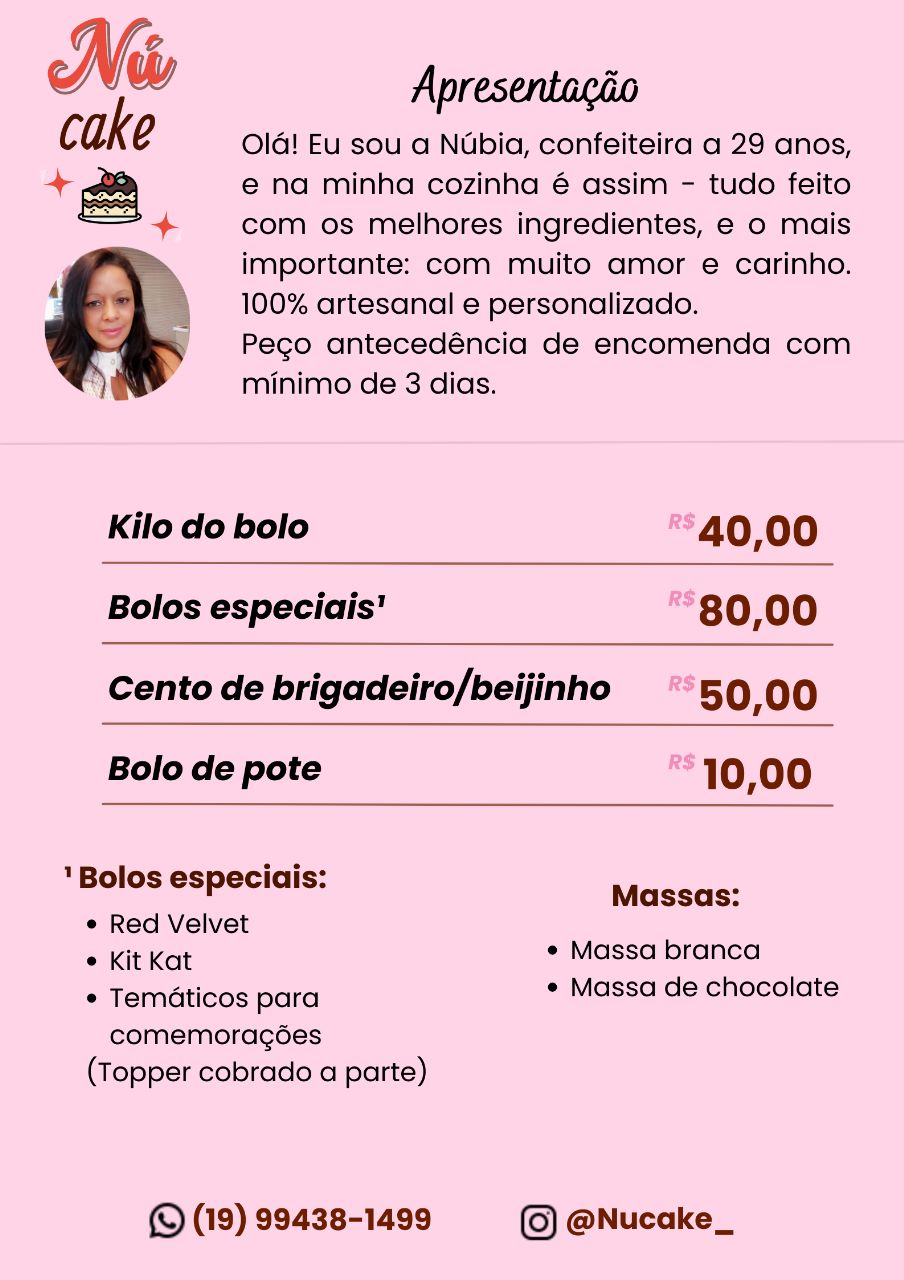 Nú
cake
Apresentação
Olá! Eu sou a Núbia, confeiteira a 29 anos,
e na minha cozinha é assim - tudo feito
com os melhores ingredientes, e o mais
importante: com muito amor e carinho.
100% artesanal e personalizado.
Peço antecedência de encomenda com
mínimo de 3 dias.
Kilo do bolo R$ 40,00
Bolos especiais¹ R$ 80,00
Cento de brigadeiro/beijinho R$ 50,00
Bolo de pote R$ 10,00
¹ Bolos especiais:
• Red Velvet
• Kit Kat
• Temáticos para
comemorações
(Topper cobrado a parte)
Massas:
• Massa branca
• Massa de chocolate
(19) 99438-1499
@Nucake_